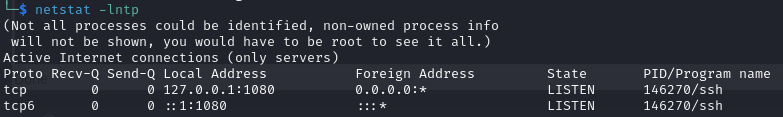 └─$ netstat -lntp
(Not all processes could be identified, non-owned process info
 will not be shown, you would have to be root to see it all.)
Active Internet connections (only servers)
Proto Recv-Q Send-Q Local Address           Foreign Address         State       PID/Program name
tcp        0      0 127.0.0.1:1080          0.0.0.0:*               LISTEN      146270/ssh
tcp6       0      0 ::1:1080                :::*                    LISTEN      146270/ssh